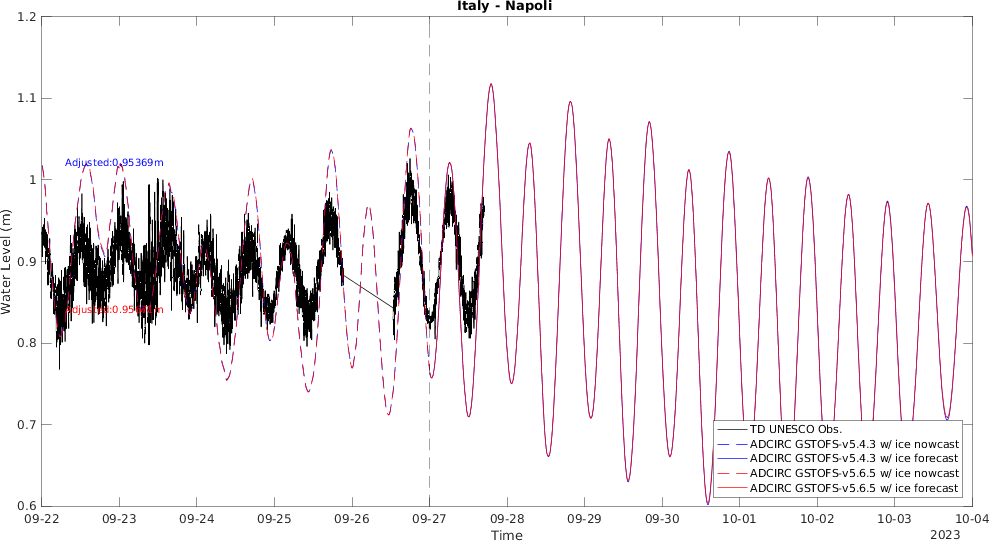 Italy - Napoli
Water Level (m)
1.2
1.1
1
0.9
0.8
0.7
0.6
Adjusted:0.95369m
09-22
09-23
09-24
09-25
09-26
09-27
09-28
09-29
09-30
10-01
10-02
10-03
10-04
Time
2023
TD UNESCO Obs.
ADCIRC GSTOFS-v5.4.3 w/ ice nowcast
ADCIRC GSTOFS-v5.4.3 w/ ice forecast
ADCIRC GSTOFS-v5.6.5 w/ ice nowcast
ADCIRC GSTOFS-v5.6.5 w/ ice forecast